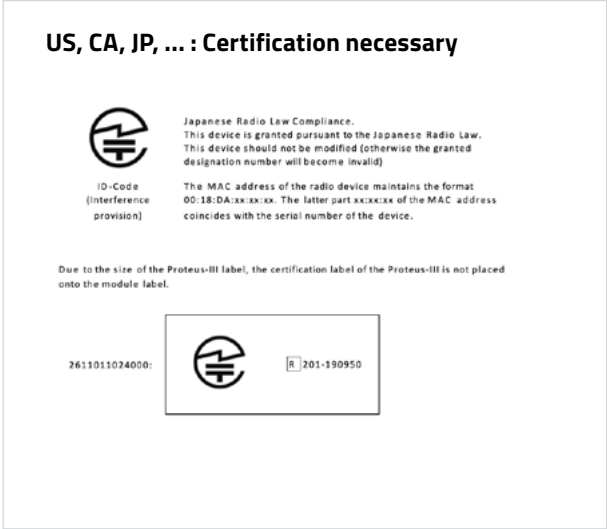 US, CA, JP, ... : Certification necessary
Japanese Radio Law Compliance.
This device is granted pursuant to the Japanese Radio Law.
This device should not be modified (otherwise the granted
designation number will become invalid)
ID-Code
(Interference
provision)
The MAC address of the radio device maintains the format
00:18:DA:xx:xx:xx. The latter part xx:xx:xx of the MAC address
coincides with the serial number of the device.
Due to the size of the Proteus-III label, the certification label of the Proteus-III is not placed
onto the module label.
2611011024000:
R 201-190950